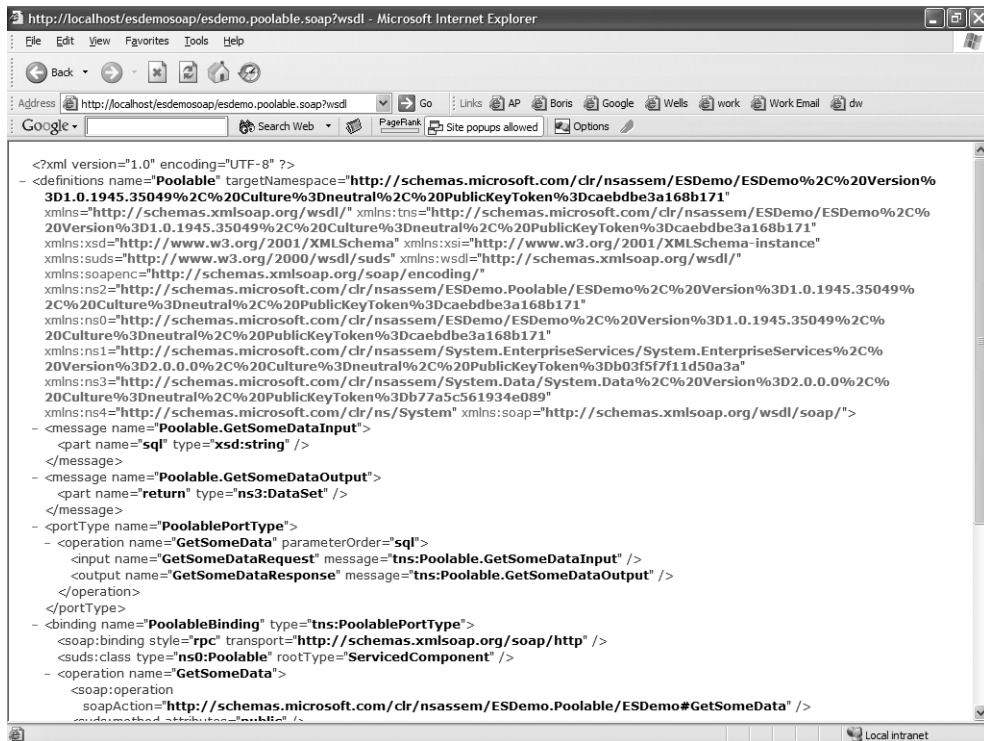 http://localhost/esdemosoap/esdemo.poolable.soap?wsdl - Microsoft Internet Explorer
File Edit View Favorites Tools Help
Back
Address http://localhost/esdemosoap/esdemo.poolable.soap?wsdl Go Links AP Boris Google Wells work Work Email dw
Google Search Web PageRank Site popups allowed Options
<?xml version="1.0" encoding="UTF-8" ?>
- <definitions name="Poolable" targetNamespace="http://schemas.microsoft.com/clr/nsassem/ESDemo/ESDemo%2C%20Version%
3D1.0.1945.35049%2C%20Culture%3Dneutral%2C%20PublicKeyToken%3Dcaebdbe3a168b171"
xmlns="http://schemas.xmlsoap.org/wsdl/" xmlns:tns="http://schemas.microsoft.com/clr/nsassem/ESDemo/ESDemo%2C%
20Version%3D1.0.1945.35049%2C%20Culture%3Dneutral%2C%20PublicKeyToken%3Dcaebdbe3a168b171"
xmlns:xsd="http://www.w3.org/2001/XMLSchema" xmlns:xsi="http://www.w3.org/2001/XMLSchema-instance"
xmlns:suds="http://www.w3.org/2000/wsdl/suds" xmlns:wsdl="http://schemas.xmlsoap.org/wsdl/"
xmlns:soapenc="http://schemas.xmlsoap.org/soap/encoding/"
xmlns:ns2="http://schemas.microsoft.com/clr/nsassem/ESDemo.Poolable/ESDemo%2C%20Version%3D1.0.1945.35049%
2C%20Culture%3Dneutral%2C%20PublicKeyToken%3Dcaebdbe3a168b171"
xmlns:ns0="http://schemas.microsoft.com/clr/nsassem/ESDemo/ESDemo%2C%20Version%3D1.0.1945.35049%2C%
20Culture%3Dneutral%2C%20PublicKeyToken%3Dcaebdbe3a168b171"
xmlns:ns1="http://schemas.microsoft.com/clr/nsassem/System.EnterpriseServices/System.EnterpriseServices%2C%
20Version%3D2.0.0.0%2C%20Culture%3Dneutral%2C%20PublicKeyToken%3Db03f5f7f11d50a3a"
xmlns:ns3="http://schemas.microsoft.com/clr/nsassem/System.Data/System.Data%2C%20Version%3D2.0.0.0%2C%
20Culture%3Dneutral%2C%20PublicKeyToken%3Db77a5c561934e089"
xmlns:ns4="http://schemas.microsoft.com/clr/ns/System" xmlns:soap="http://schemas.xmlsoap.org/wsdl/soap/">
- <message name="Poolable.GetSomeDataInput">
<part name="sql" type="xsd:string" />
</message>
- <message name="Poolable.GetSomeDataOutput">
<part name="return" type="ns3:DataSet" />
</message>
- <portType name="PoolablePortType">
- <operation name="GetSomeData" parameterOrder="sql">
<input name="GetSomeDataRequest" message="tns:Poolable.GetSomeDataInput" />
<output name="GetSomeDataResponse" message="tns:Poolable.GetSomeDataOutput" />
</operation>
</portType>
- <binding name="PoolableBinding" type="tns:PoolablePortType">
<soap:binding style="rpc" transport="http://schemas.xmlsoap.org/soap/http" />
<suds:class type="ns0:Poolable" rootType="ServicedComponent" />
- <operation name="GetSomeData">
<soap:operation
soapAction="http://schemas.microsoft.com/clr/nsassem/ESDemo.Poolable/ESDemo#GetSomeData" />
<suds:method attributes="public" />
Local intranet